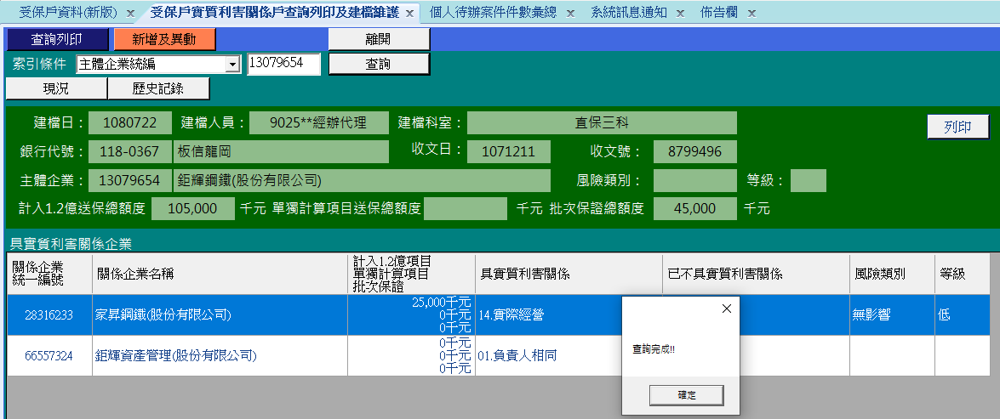 受保戶資料(新版) x 受保戶實質利害關係戶查詢列印及建檔維護 x 個人待辦案件件數彙總 x 系統訊息通知 x 佈告欄 x
查詢列印 新增及異動 離開
索引條件 主體企業統編 13079654 查詢
現況 歷史記錄
建檔日： 1080722 建檔人員： 9025**經辦代理 建檔科室： 直保三科 列印
銀行代號： 118-0367 板信龍岡 收文日： 1071211 收文號： 8799496
主體企業： 13079654 鉅輝鋼鐵(股份有限公司) 風險類別： 等級：
計入1.2億送保總額度 105,000 千元 單獨計算項目送保總額度 千元 批次保證總額度 45,000 千元
具實質利害關係企業
關係企業
統一編號
關係企業名稱
計入1.2億項目
單獨計算項目
批次保證
具實質利害關係 已不具實質利害關係 風險類別 等級
28316233 家昇鋼鐵(股份有限公司)
25,000千元
0千元
0千元
14.實際經營 無影響 低
66557324 鉅輝資產管理(股份有限公司)
0千元
0千元
0千元
01.負責人相同
查詢完成!!
確定